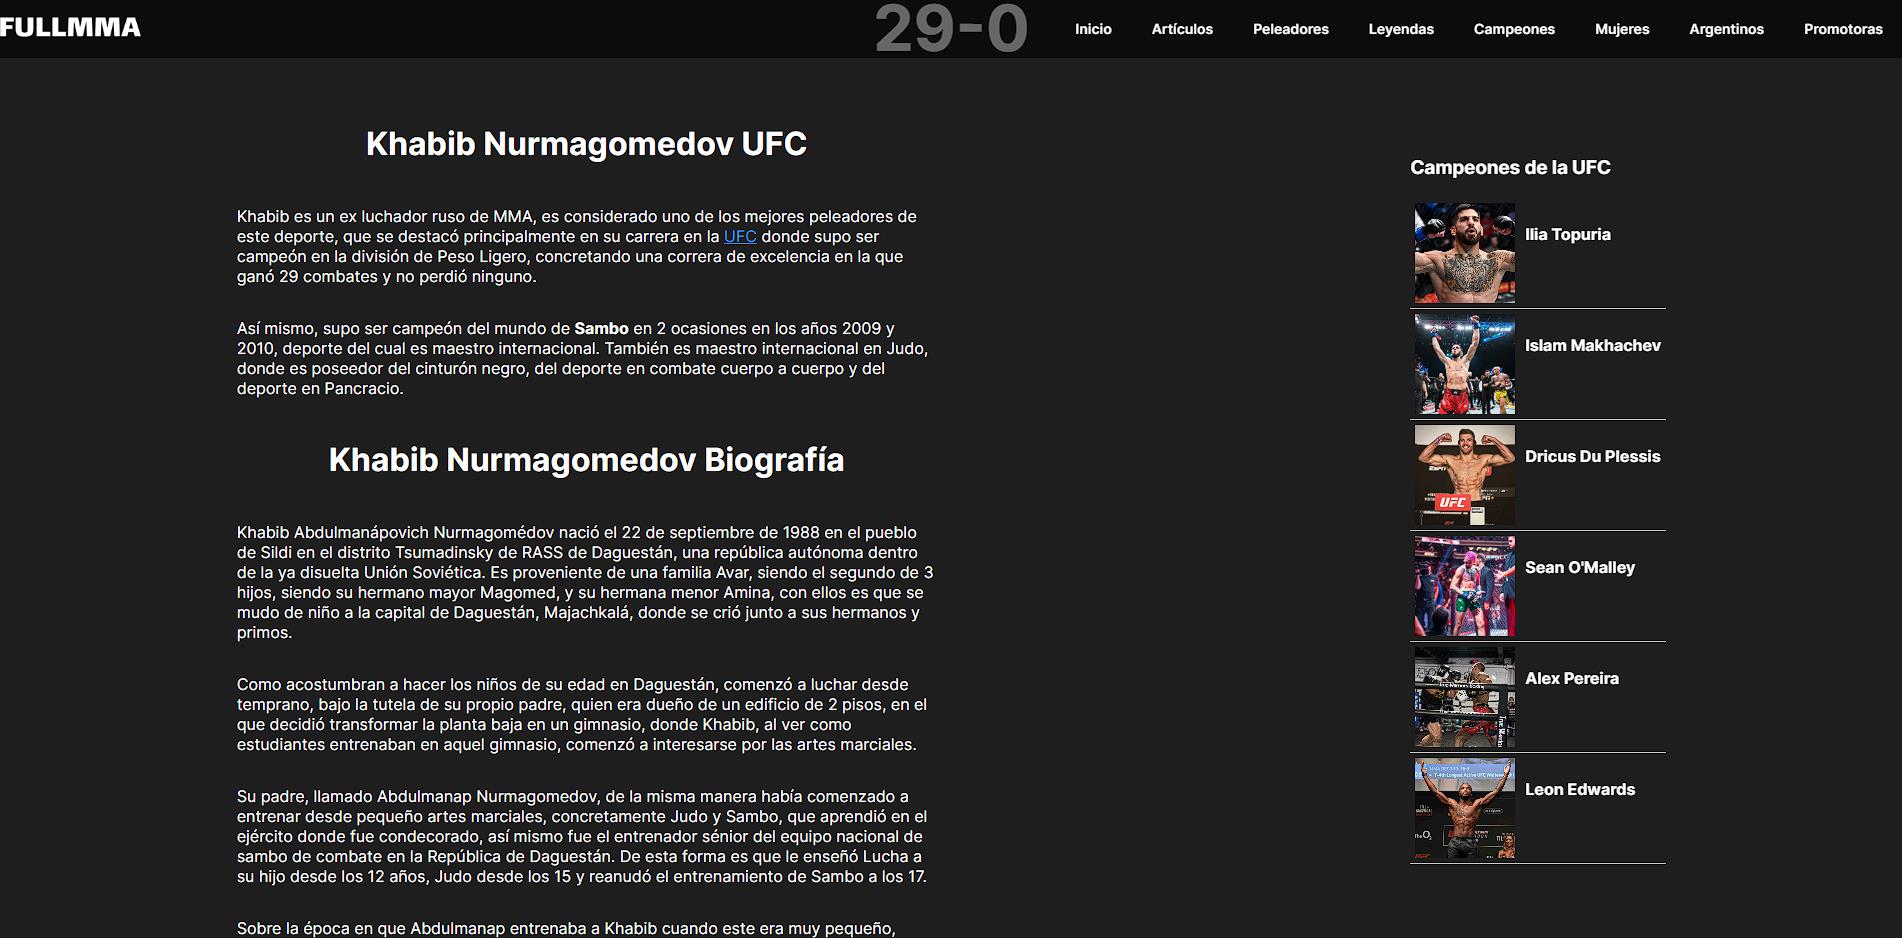 FULLMMA
29-0
Inicio
Artículos
Peleadores
Leyendas
Campeones
Mujeres
Argentinos
Promotoras
Khabib Nurmagomedov UFC
Khabib es un ex luchador ruso de MMA, es considerado uno de los mejores peleadores de
este deporte, que se destacó principalmente en su carrera en la UFC donde supo ser
campeón en la división de Peso Ligero, concretando una correra de excelencia en la que
ganó 29 combates y no perdió ninguno.
Así mismo, supo ser campeón del mundo de Sambo en 2 ocasiones en los años 2009 y
2010, deporte del cual es maestro internacional. También es maestro internacional en Judo,
donde es poseedor del cinturón negro, del deporte en combate cuerpo a cuerpo y del
deporte en Pancracio.
Khabib Nurmagomedov Biografía
Khabib Abdulmanápovich Nurmagomédov nació el 22 de septiembre de 1988 en el pueblo
de Sildi en el distrito Tsumadinsky de RASS de Daguestán, una república autónoma dentro
de la ya disuelta Unión Soviética. Es proveniente de una familia Avar, siendo el segundo de 3
hijos, siendo su hermano mayor Magomed, y su hermana menor Amina, con ellos es que se
mudo de niño a la capital de Daguestán, Majachkalá, donde se crió junto a sus hermanos y
primos.
Como acostumbran a hacer los niños de su edad en Daguestán, comenzó a luchar desde
temprano, bajo la tutela de su propio padre, quien era dueño de un edificio de 2 pisos, en el
que decidió transformar la planta baja en un gimnasio, donde Khabib, al ver como
estudiantes entrenaban en aquel gimnasio, comenzó a interesarse por las artes marciales.
Su padre, llamado Abdulmanap Nurmagomedov, de la misma manera había comenzado a
entrenar desde pequeño artes marciales, concretamente Judo y Sambo, que aprendió en el
ejército donde fue condecorado, así mismo fue el entrenador sénior del equipo nacional de
sambo de combate en la República de Daguestán. De esta forma es que le enseñó Lucha a
su hijo desde los 12 años, Judo desde los 15 y reanudó el entrenamiento de Sambo a los 17.
Sobre la época en que Abdulmanap entrenaba a Khabib cuando este era muy pequeño,
Campeones de la UFC
Ilia Topuria
Islam Makhachev
Dricus Du Plessis
UFC
Sean O'Malley
Alex Pereira
Leon Edwards